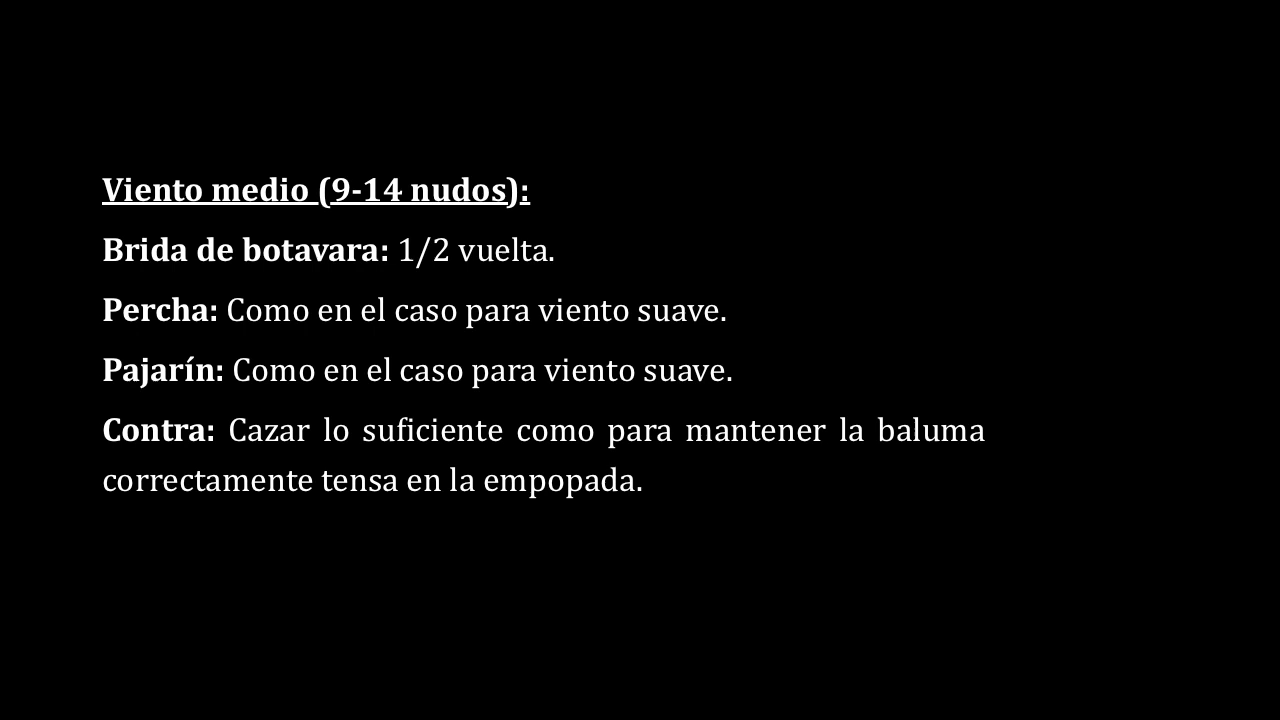 Viento medio (9-14 nudos):
Brida de botavara: 1/2 vuelta.
Percha: Como en el caso para viento suave.
Pajarín: Como en el caso para viento suave.
Contra: Cazar lo suficiente como para mantener la baluma
correctamente tensa en la empopada.